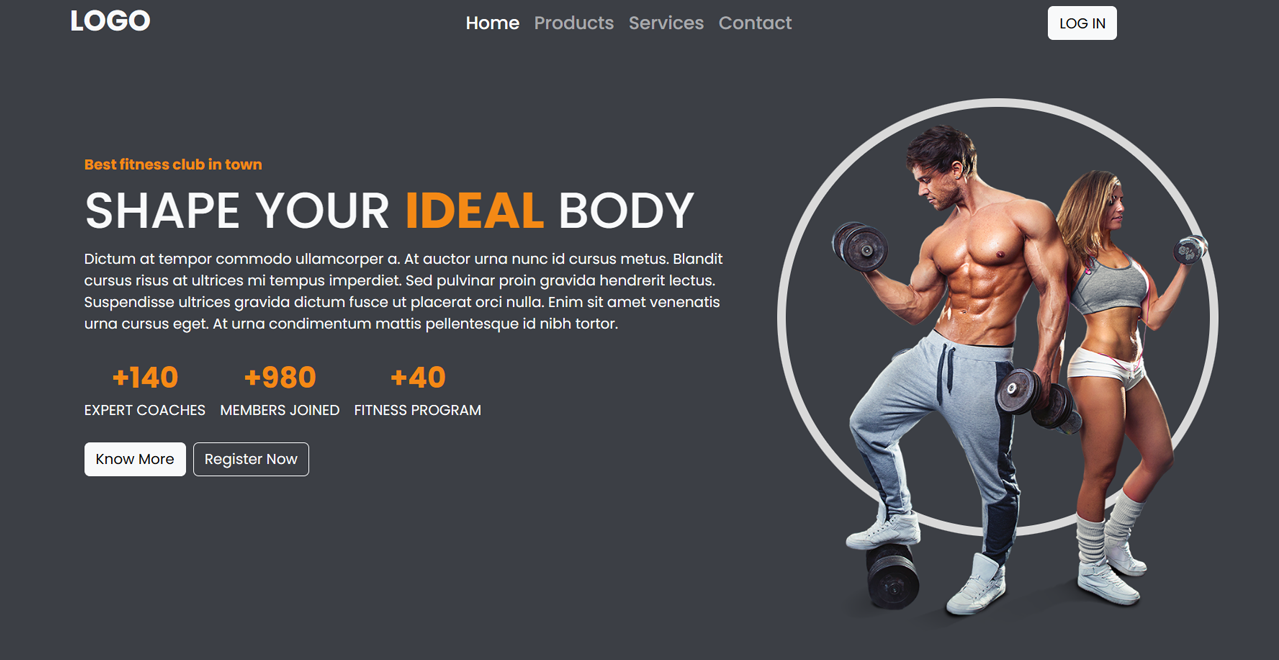 LOGO
Home Products Services Contact
LOG IN
Best fitness club in town
SHAPE YOUR IDEAL BODY
Dictum at tempor commodo ullamcorper a. At auctor urna nunc id cursus metus. Blandit
cursus risus at ultrices mi tempus imperdiet. Sed pulvinar proin gravida hendrerit lectus.
Suspendisse ultrices gravida dictum fusce ut placerat orci nulla. Enim sit amet venenatis
urna cursus eget. At urna condimentum mattis pellentesque id nibh tortor.
+140 +980 +40
EXPERT COACHES MEMBERS JOINED FITNESS PROGRAM
Know More Register Now